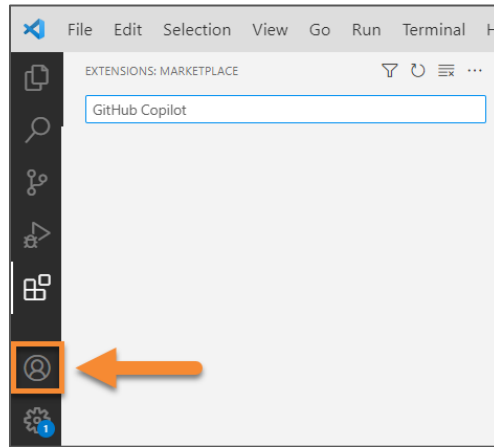 File Edit Selection View Go Run Terminal H
EXTENSIONS: MARKETPLACE
GitHub Copilot
1